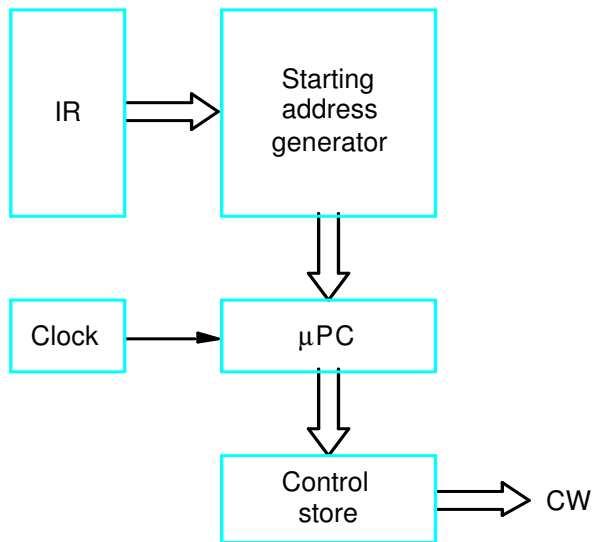 IR
Starting
address
generator
Clock
μPC
Control
store
CW